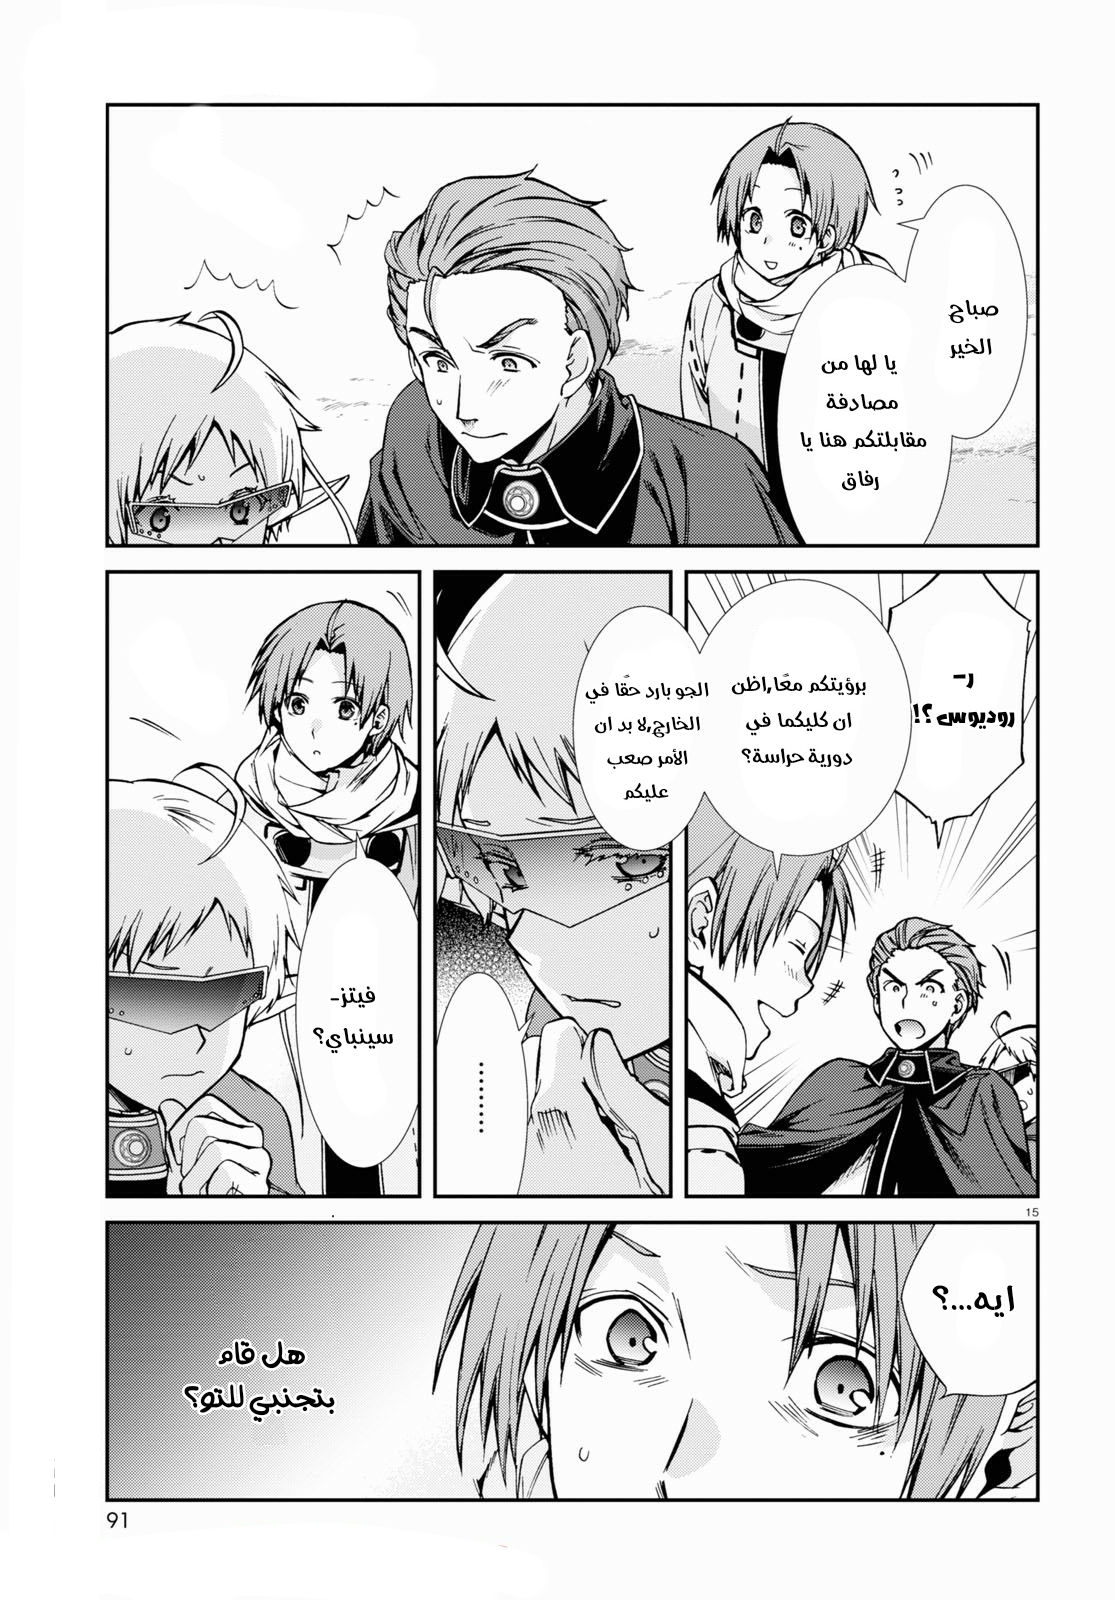 صباح
الخير
يا لها من
مصادفة
مقابلتكم هنا يا
رفاق
ر-
روديوس؟!
برؤيتكم معًا,اظن
ان كليكما في
دورية حراسة؟
الجو بارد حقًا في
الخارج,لا بد ان
الأمر صعب
عليكم
.........
فيتز-
سينباي؟
15
ايه...؟
هل قام
بتجنبي للتو؟
91